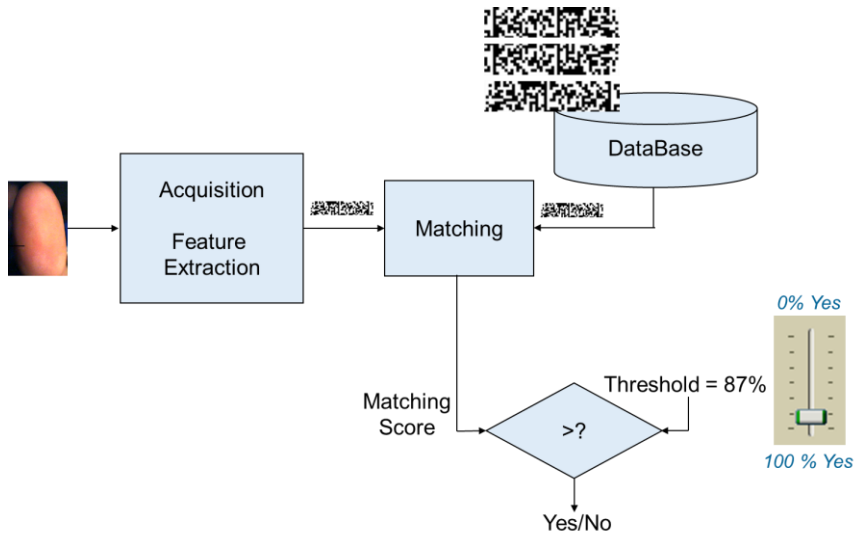 DataBase
Acquisition
Feature
Extraction
Matching
0% Yes
Threshold = 87%
Matching
Score
>?
100 % Yes
Yes/No